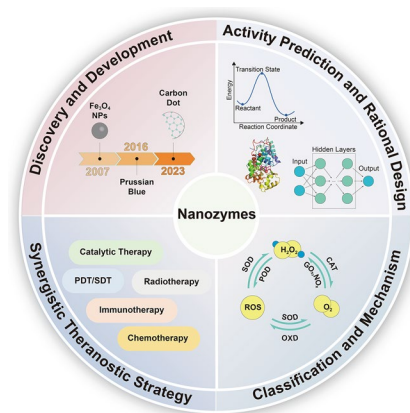 Discovery and Development
Fe₃O₄
NPs
Carbon
Dot
2016
2007
2023
Prussian
Blue
Activity Prediction and Rational Design
Transition State
Energy
Reactant
Product
Reaction Coordinate
Hidden Layers
Input
Output
Nanozymes
Synergistic Theranostic Strategy
Catalytic Therapy
PDT/SDT
Radiotherapy
Immunotherapy
Chemotherapy
Classification and Mechanism
H₂O₂
SOD
POD
CAT
ROS
O₂
SOD
OXD